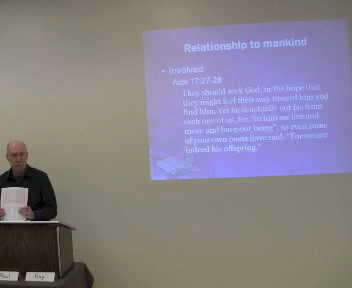 Relationship to mankind
• Involved:
Acts 17:27-28
They should seek God, in the hope that
they might feel their way toward him and
find him. Yet he is actually not far from
each one of us, for "In him we live and
move and have our being"; as even some
of your own poets have said, "For we are
indeed his offspring."
Paul
Ray